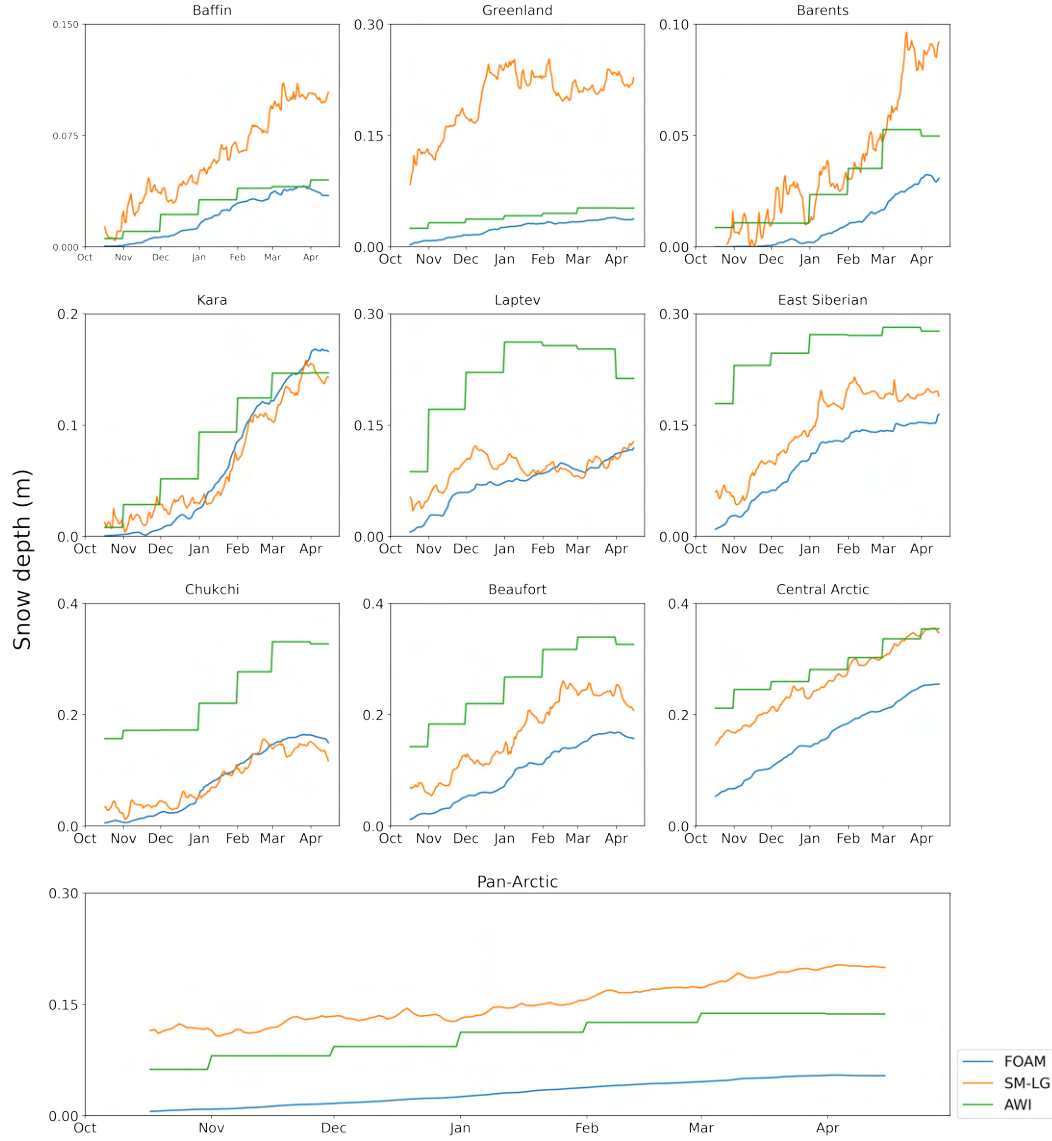 Baffin
Greenland
Barents
0.150
0.30
0.10
0.075
0.15
0.05
0.000
0.00
0.00
Oct Nov Dec Jan Feb Mar Apr
Oct Nov Dec Jan Feb Mar Apr
Oct Nov Dec Jan Feb Mar Apr
Kara
Laptev
East Siberian
0.2
0.30
0.30
0.1
0.15
0.15
0.0
0.00
0.00
Oct Nov Dec Jan Feb Mar Apr
Oct Nov Dec Jan Feb Mar Apr
Oct Nov Dec Jan Feb Mar Apr
Snow depth (m)
Chukchi
Beaufort
Central Arctic
0.4
0.4
0.4
0.2
0.2
0.2
0.0
0.0
0.0
Oct Nov Dec Jan Feb Mar Apr
Oct Nov Dec Jan Feb Mar Apr
Oct Nov Dec Jan Feb Mar Apr
Pan-Arctic
0.30
0.15
0.00
Oct Nov Dec Jan Feb Mar Apr
FOAM
SM-LG
AWI